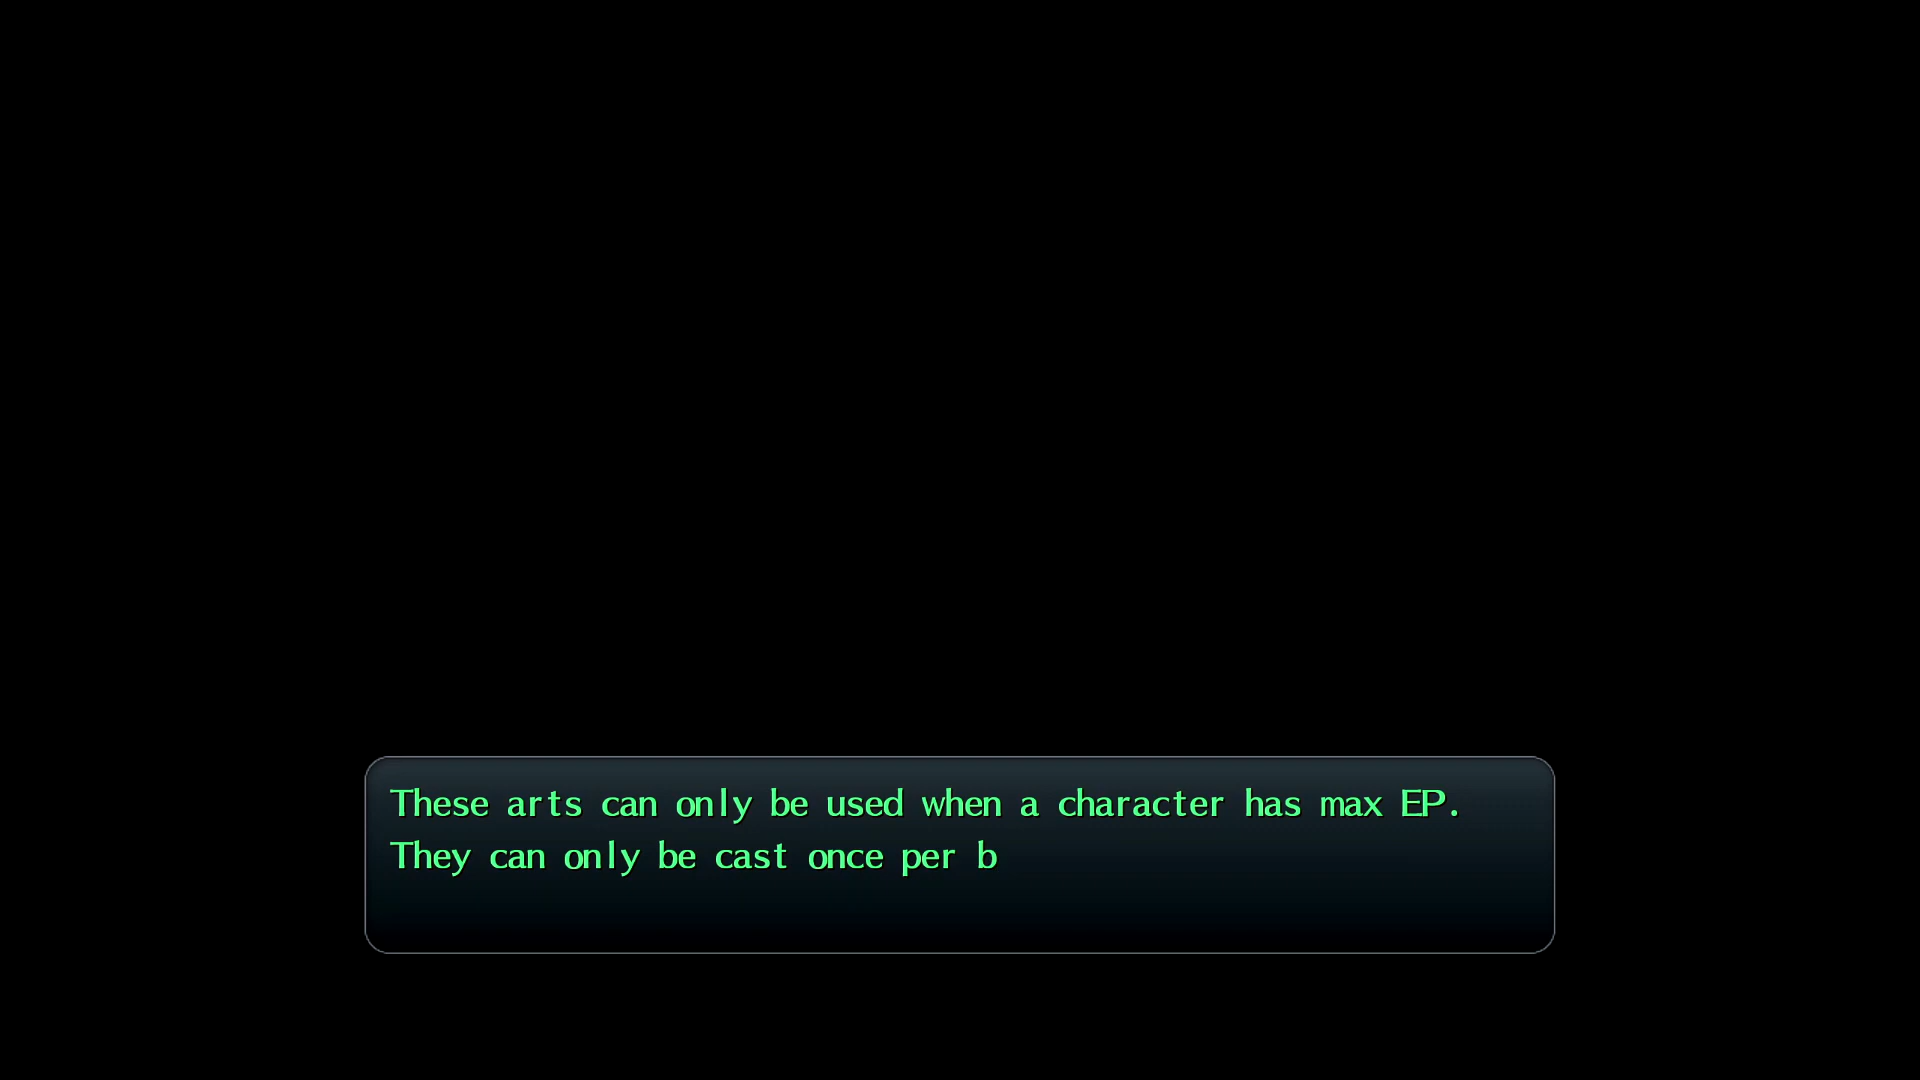 These arts can only be used when a character has max EP.
They can only be cast once per b